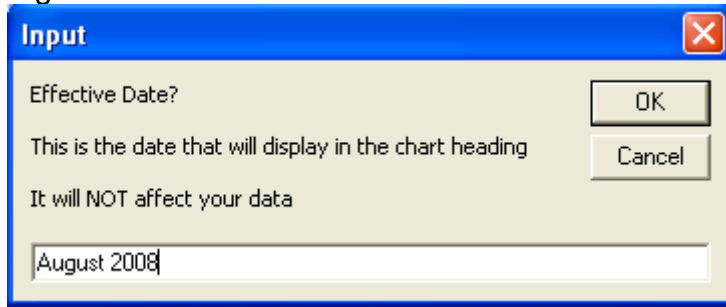 Input
Effective Date?
OK
This is the date that will display in the chart heading
Cancel
It will NOT affect your data
August 2008